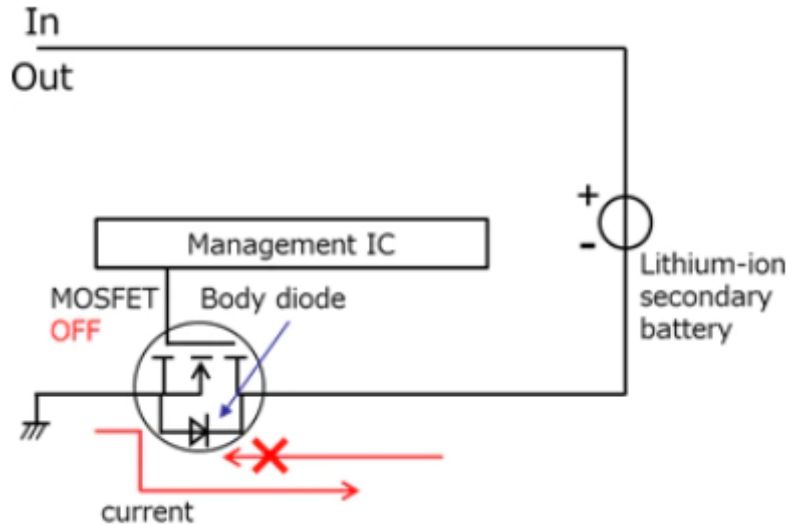 In
Out
+
-
Management IC
Lithium-ion
secondary
battery
MOSFET
OFF
Body diode
current